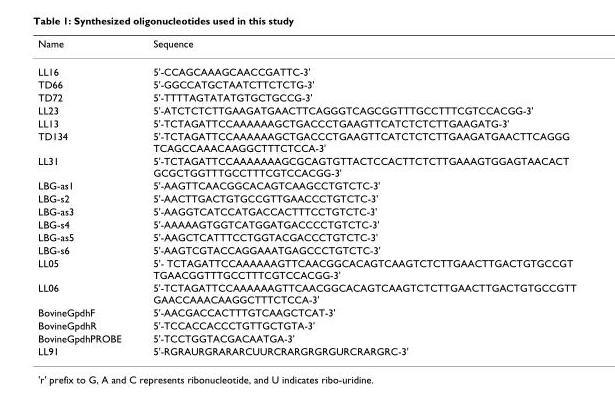 Table 1: Synthesized oligonucleotides used in this study
Name Sequence
LL16 5'-CCAGCAAAGCAACCGATTC-3'
TD66 5'-GGCCATGCTAATCTTCTCTG-3'
TD72 5'-TTTTAGTATATGTGCTGCCG-3'
LL23 5'-ATCTCTCTTGAAGATGAACTTCAGGGTCAGCGGTTTGCCTTTCGTCCACGG-3'
LL13 5'-TCTAGATTCCAAAAAAGCTGACCCTGAAGTTCATCTCTCTTGAAGATG-3'
TD134 5'-TCTAGATTCCAAAAAAGCTGACCCTGAAGTTCATCTCTCTTGAAGATGAACTTCAGGG
TCAGCCAAACAAGGCTTTCTCCA-3'
LL31 5'-TCTAGATTCCAAAAAAAGCGCAGTGTTACTCCACTTCTCTTGAAAGTGGAGTAACACT
GCGCTGGTTTGCCTTTCGTCCACGG-3'
LBG-as1 5'-AAGTTCAACGGCACAGTCAAGCCTGTCTC-3'
LBG-s2 5'-AACTTGACTGTGCCGTTGAACCCTGTCTC-3'
LBG-as3 5'-AAGGTCATCCATGACCACTTTCCTGTCTC-3'
LBG-s4 5'-AAAAAGTGGTCATGGATGACCCCTGTCTC-3'
LBG-as5 5'-AAGCTCATTTCCTGGTACGACCCTGTCTC-3'
LBG-s6 5'-AAGTCGTACCAGGAAATGAGCCCTGTCTC-3'
LL05 5'- TCTAGATTCCAAAAAAGTTCAACGGCACAGTCAAGTCTCTTGAACTTGACTGTGCCGT
TGAACGGTTTGCCTTTCGTCCACGG-3'
LL06 5'-TCTAGATTCCAAAAAAGTTCAACGGCACAGTCAAGTCTCTTGAACTTGACTGTGCCGTT
GAACCAAACAAGGCTTTCTCCA-3'
BovineGpdhF 5'-AACGACCACTTTGTCAAGCTCAT-3'
BovineGpdhR 5'-TCCACCACCCTGTTGCTGTA-3'
BovineGpdhPROBE 5'-TCCTGGTACGACAATGA-3'
LL91 5'-RGRAURGRARARCUURCRARGRGRGURCRARGRC-3'
'r' prefix to G, A and C represents ribonucleotide, and U indicates ribo-uridine.